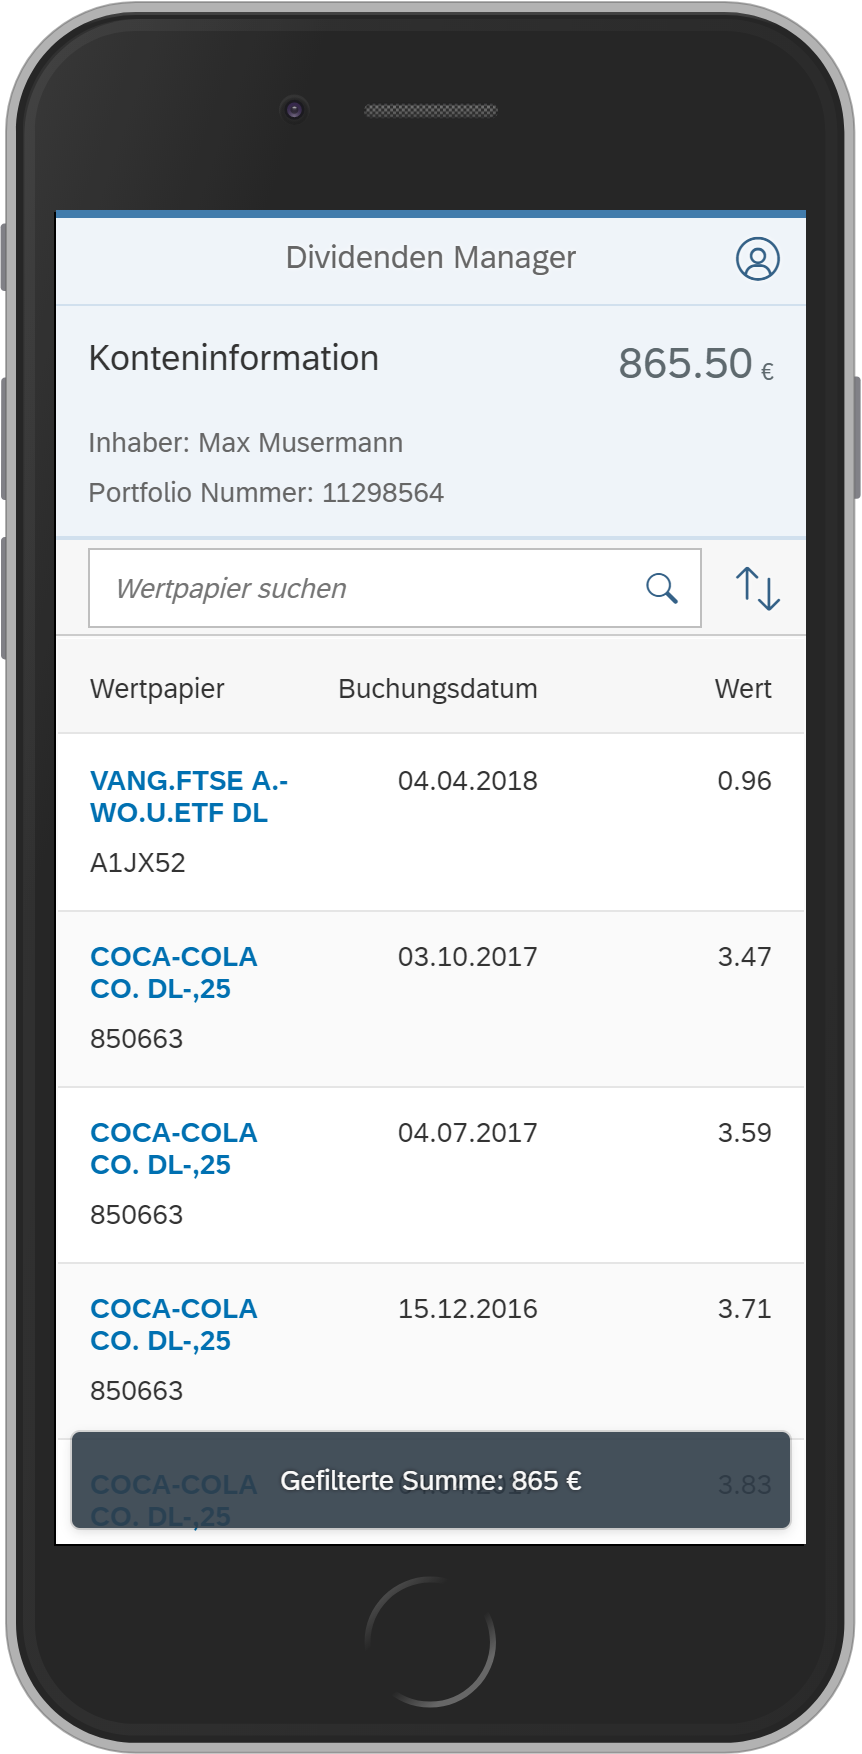 Dividenden Manager
Konteninformation 865.50 €
Inhaber: Max Musermann
Portfolio Nummer: 11298564
Wertpapier suchen
Wertpapier Buchungsdatum Wert
VANG.FTSE A.- 04.04.2018 0.96
WO.U.ETF DL
A1JX52
COCA-COLA 03.10.2017 3.47
CO. DL-,25
850663
COCA-COLA 04.07.2017 3.59
CO. DL-,25
850663
COCA-COLA 15.12.2016 3.71
CO. DL-,25
850663
Gefilterte Summe: 865 €
COCA-COLA 3.83
CO. DL-,25